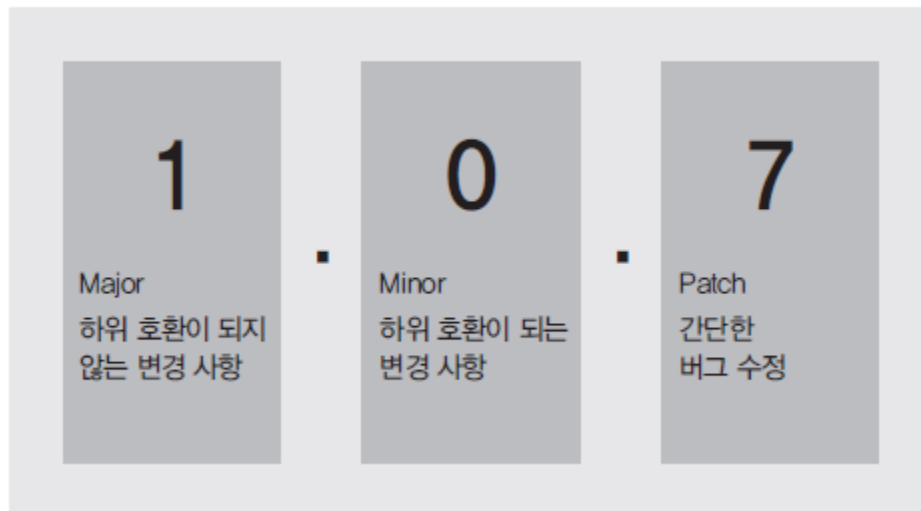 1 . 0 . 7
Major
하위 호환이 되지
않는 변경 사항
Minor
하위 호환이 되는
변경 사항
Patch
간단한
버그 수정